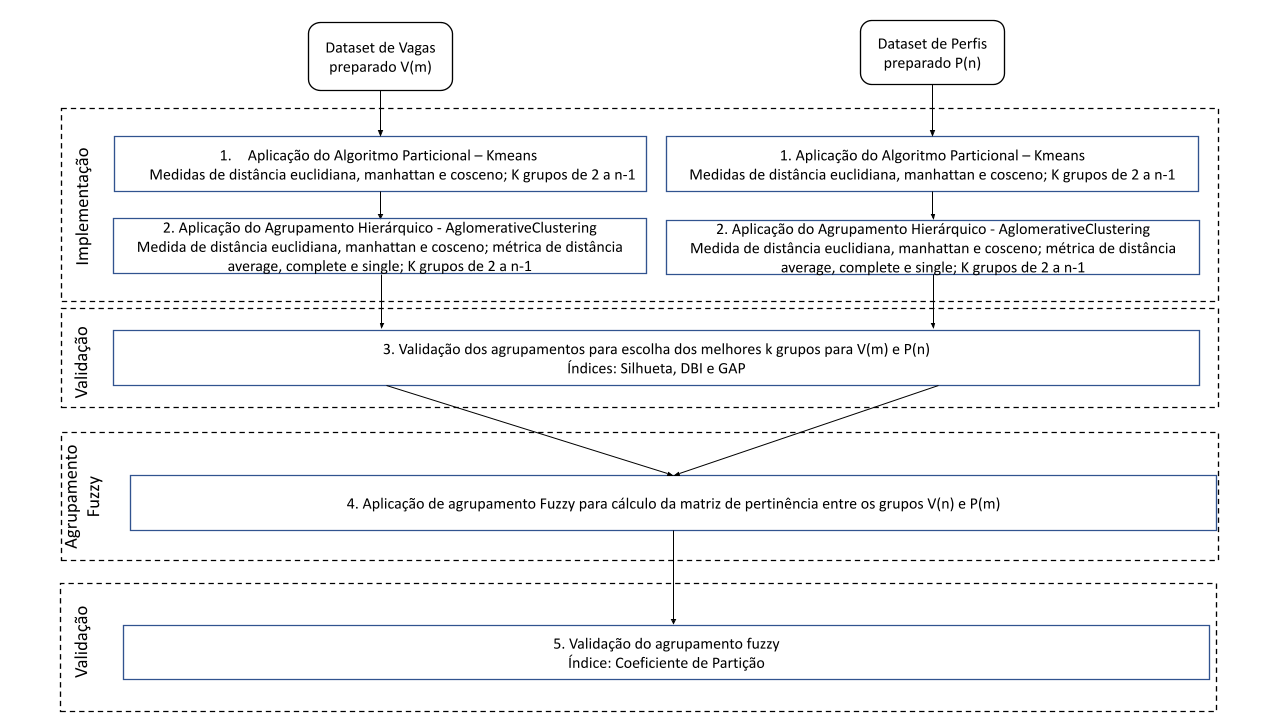 Dataset de Vagas
preparado V(m)
Dataset de Perfis
preparado P(n)
Implementação
1. Aplicação do Algoritmo Particional – Kmeans
Medidas de distância euclidiana, manhattan e cosceno; K grupos de 2 a n-1
1. Aplicação do Algoritmo Particional – Kmeans
Medidas de distância euclidiana, manhattan e cosceno; K grupos de 2 a n-1
2. Aplicação do Agrupamento Hierárquico - AglomerativeClustering
Medida de distância euclidiana, manhattan e cosceno; métrica de distância
average, complete e single; K grupos de 2 a n-1
2. Aplicação do Agrupamento Hierárquico - AglomerativeClustering
Medida de distância euclidiana, manhattan e cosceno; métrica de distância
average, complete e single; K grupos de 2 a n-1
Validação
3. Validação dos agrupamentos para escolha dos melhores k grupos para V(m) e P(n)
Índices: Silhueta, DBI e GAP
Agrupamento
Fuzzy
4. Aplicação de agrupamento Fuzzy para cálculo da matriz de pertinência entre os grupos V(n) e P(m)
Validação
5. Validação do agrupamento fuzzy
Índice: Coeficiente de Partição